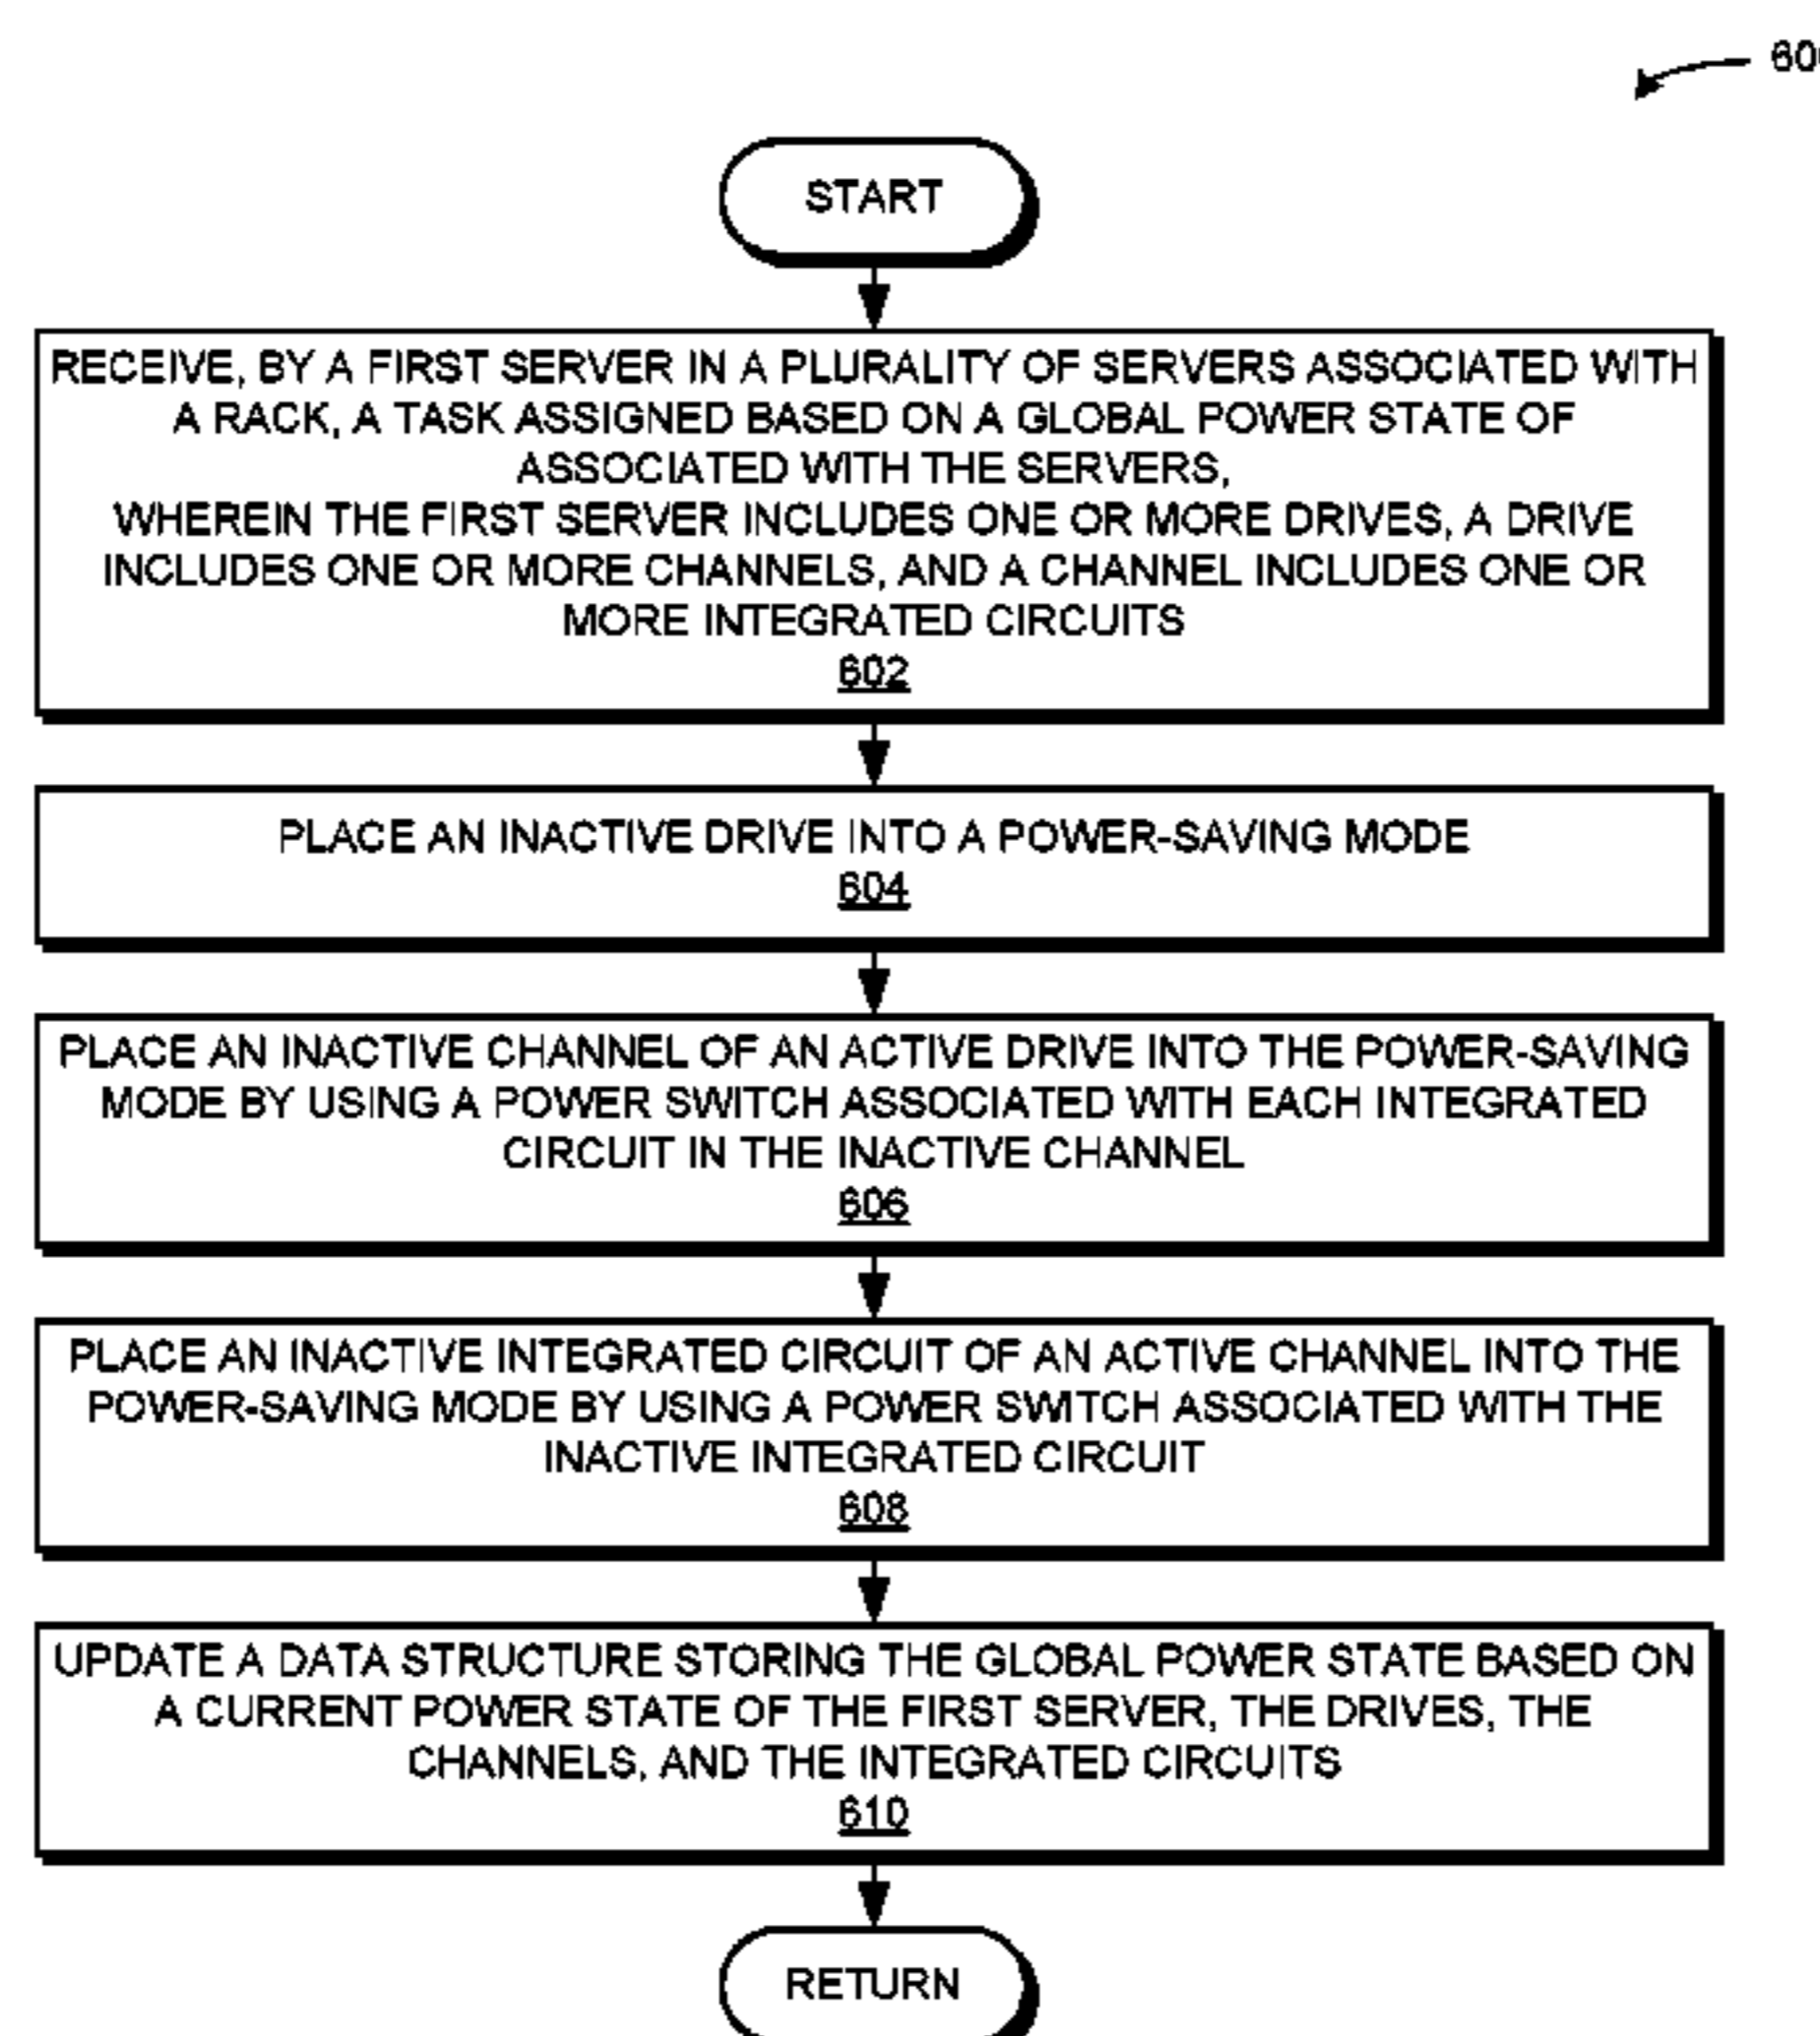 START
RECEIVE, BY A FIRST SERVER IN A PLURALITY OF SERVERS ASSOCIATED WITH
A RACK, A TASK ASSIGNED BASED ON A GLOBAL POWER STATE OF
ASSOCIATED WITH THE SERVERS,
WHEREIN THE FIRST SERVER INCLUDES ONE OR MORE DRIVES, A DRIVE
INCLUDES ONE OR MORE CHANNELS, AND A CHANNEL INCLUDES ONE OR
MORE INTEGRATED CIRCUITS
602
PLACE AN INACTIVE DRIVE INTO A POWER-SAVING MODE
604
PLACE AN INACTIVE CHANNEL OF AN ACTIVE DRIVE INTO THE POWER-SAVING
MODE BY USING A POWER SWITCH ASSOCIATED WITH EACH INTEGRATED
CIRCUIT IN THE INACTIVE CHANNEL
606
PLACE AN INACTIVE INTEGRATED CIRCUIT OF AN ACTIVE CHANNEL INTO THE
POWER-SAVING MODE BY USING A POWER SWITCH ASSOCIATED WITH THE
INACTIVE INTEGRATED CIRCUIT
608
UPDATE A DATA STRUCTURE STORING THE GLOBAL POWER STATE BASED ON
A CURRENT POWER STATE OF THE FIRST SERVER, THE DRIVES, THE
CHANNELS, AND THE INTEGRATED CIRCUITS
610
RETURN